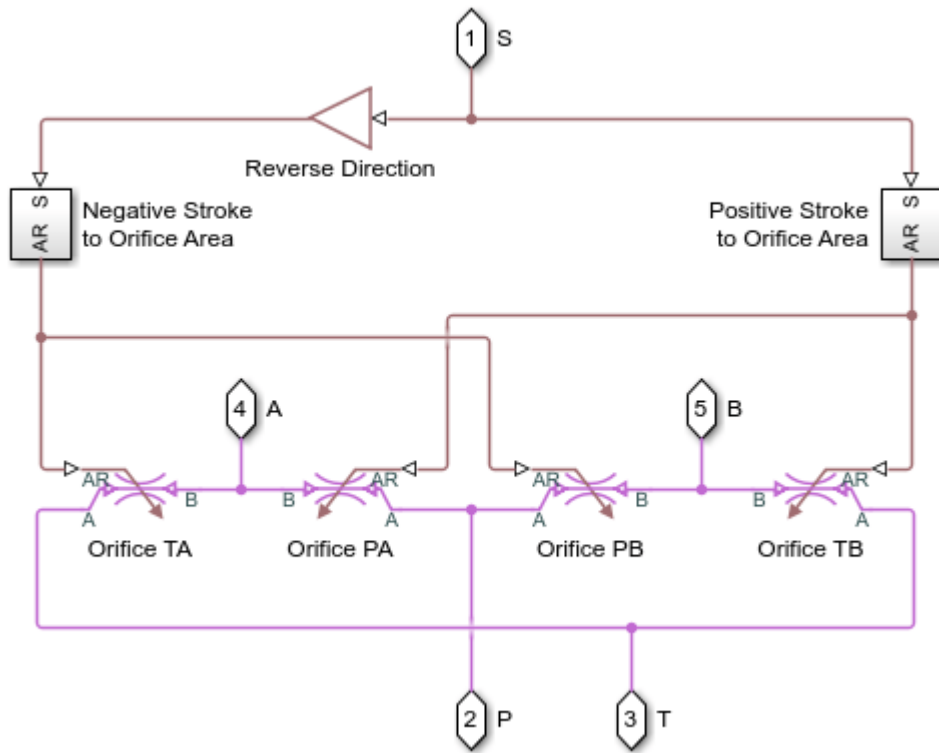 1 S
Reverse Direction
S
AR
Negative Stroke
to Orifice Area
Positive Stroke
to Orifice Area
S
AR
4 A
5 B
AR
A
B
Orifice TA
B
AR
A
Orifice PA
AR
A
B
Orifice PB
B
AR
A
Orifice TB
2 P
3 T